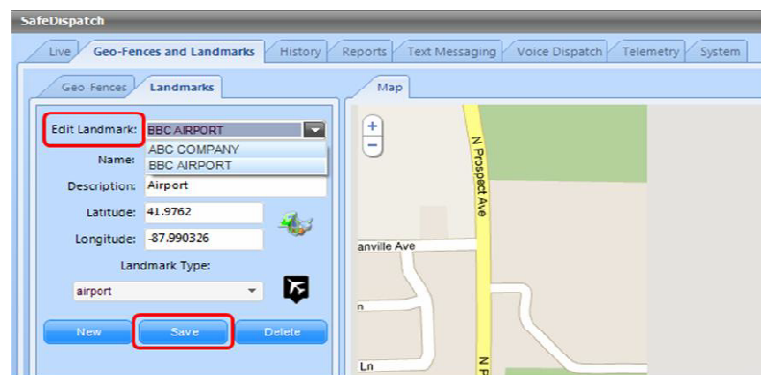 SafeDispatch
Live Geo-Fences and Landmarks History Reports Text Messaging Voice Dispatch Telemetry System
Geo Fences Landmarks
Map
Edit Landmark: BBC AIRPORT
ABC COMPANY
BBC AIRPORT
Name:
Description: Airport
Latitude: 41.9762
Longitude: -87.990326
Landmark Type:
airport
New Save Delete
+
−
N Prospect Ave
anville Ave
n
Ln
N P